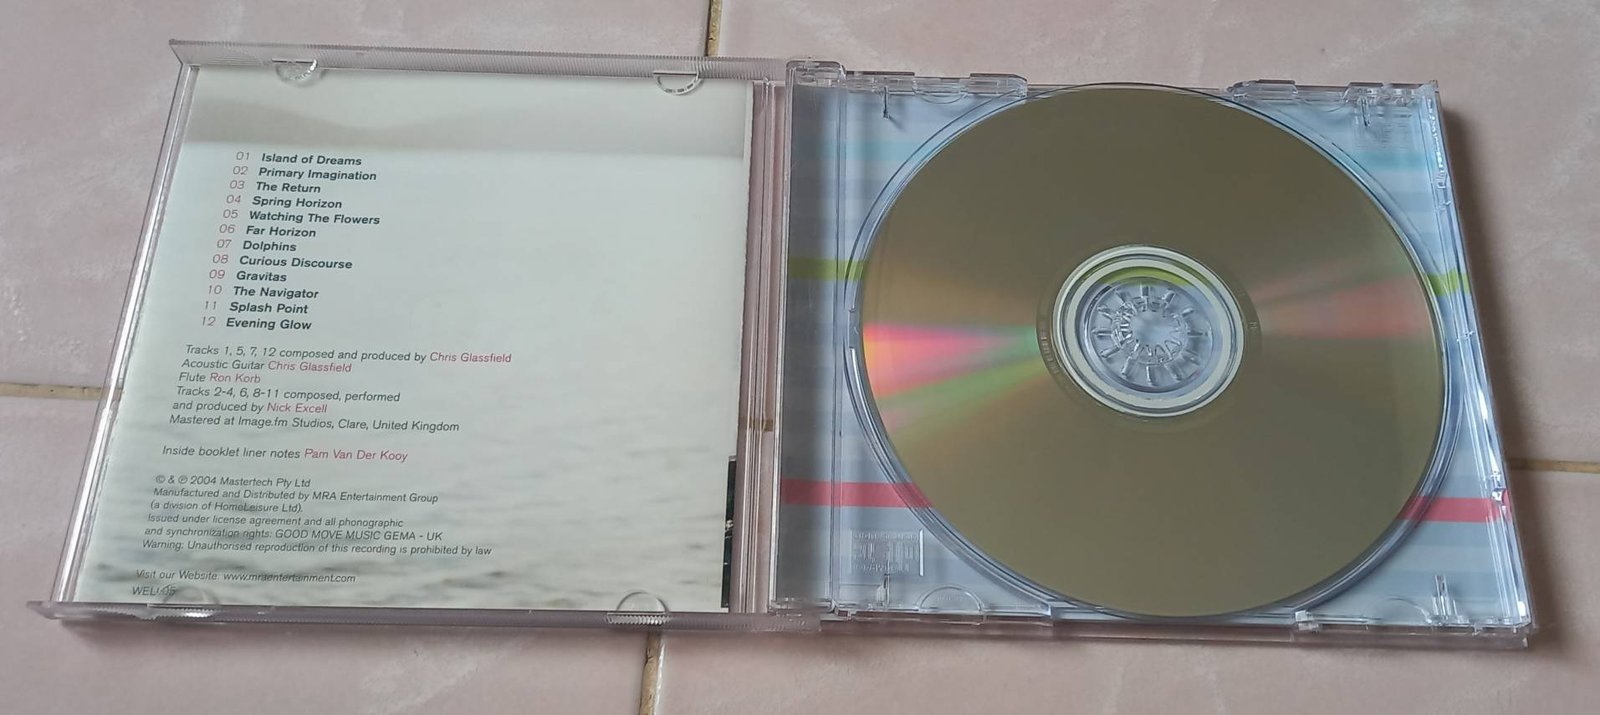 01 Island of Dreams
02 Primary Imagination
03 The Return
04 Spring Horizon
05 Watching The Flowers
06 Far Horizon
07 Dolphins
08 Curious Discourse
09 Gravitas
10 The Navigator
11 Splash Point
12 Evening Glow
Tracks 1, 5, 7, 12 composed and produced by Chris Glassfield
Acoustic Guitar Chris Glassfield
Flute Ron Korb
Tracks 2-4, 6, 8-11 composed, performed
and produced by Nick Excell
Mastered at Image.fm Studios, Clare, United Kingdom
Inside booklet liner notes Pam Van Der Kooy
© & ℗ 2004 Mastertech Pty Ltd
Manufactured and Distributed by MRA Entertainment Group
(a division of HomeLeisure Ltd).
Issued under license agreement and all phonographic
and synchronization rights: GOOD MOVE MUSIC GEMA - UK
Warning: Unauthorised reproduction of this recording is prohibited by law
Visit our Website: www.mraentertainment.com